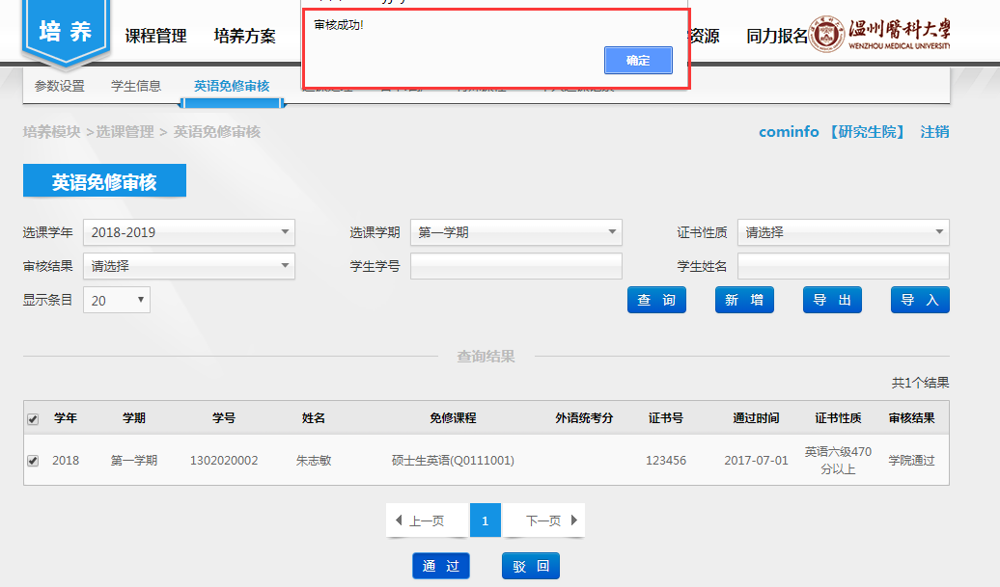 审核成功!
确定
培 养
课程管理
培养方案
资源
同力报名
温州醫科大學
WENZHOU MEDICAL UNIVERSITY
参数设置 学生信息 英语免修审核
培养模块 >选课管理 > 英语免修审核
cominfo 【研究生院】 注销
英语免修审核
选课学年 2018-2019 选课学期 第一学期 证书性质 请选择
审核结果 请选择 学生学号 学生姓名
显示条目 20 查 询 新 增 导 出 导 入
查询结果
共1个结果
学年 学期 学号 姓名 免修课程 外语统考分 证书号 通过时间 证书性质 审核结果
2018 第一学期 1302020002 朱志敏 硕士生英语(Q0111001) 123456 2017-07-01 英语六级470
分以上 学院通过
上一页 1 下一页
通 过 驳 回